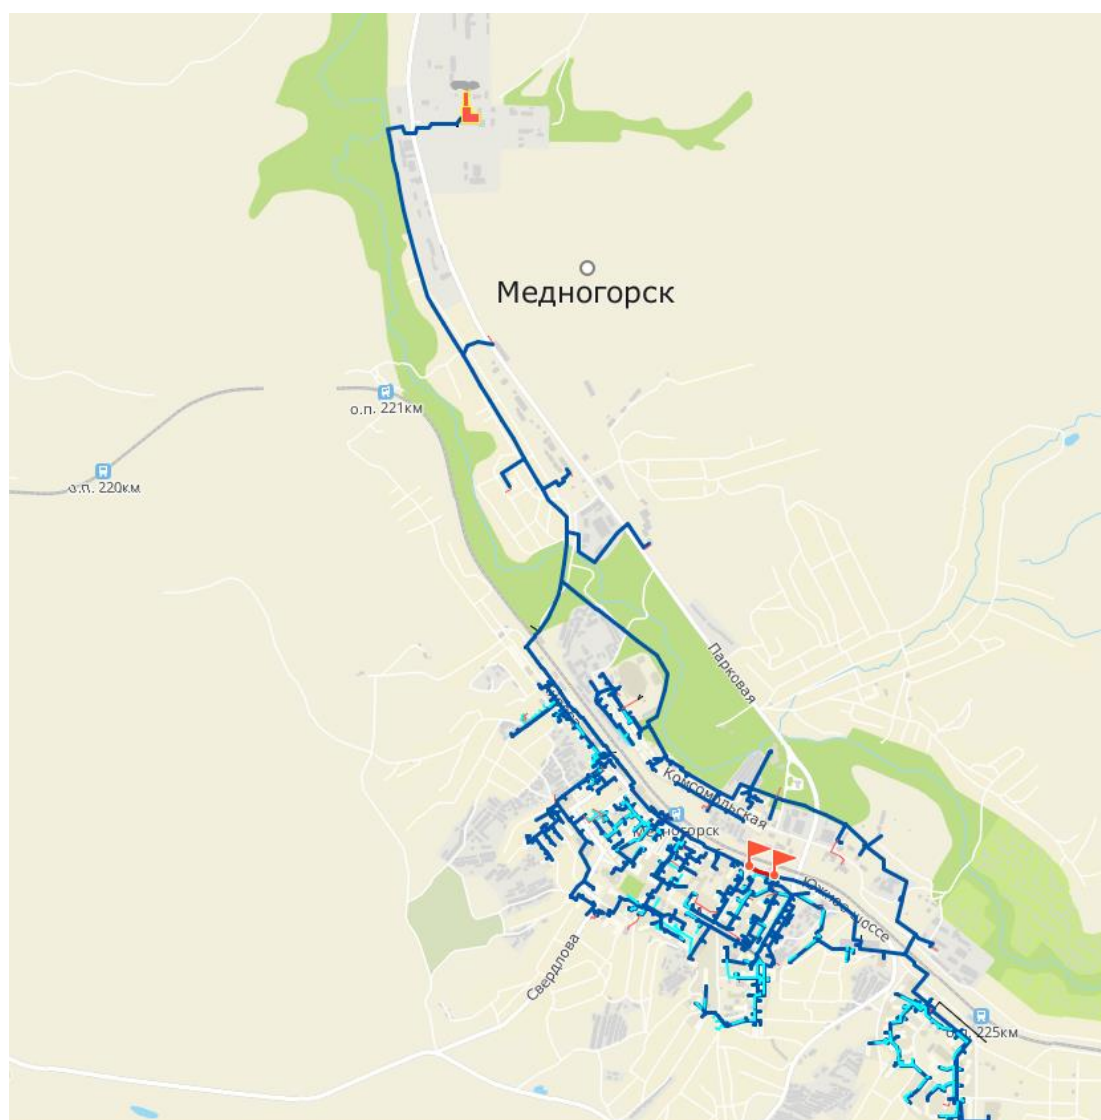 Медногорск
о.п. 221км
о.п. 220км
Парковая
Комсомольская
Медногорск
Южное шоссе
Свердлова
о.п. 225км